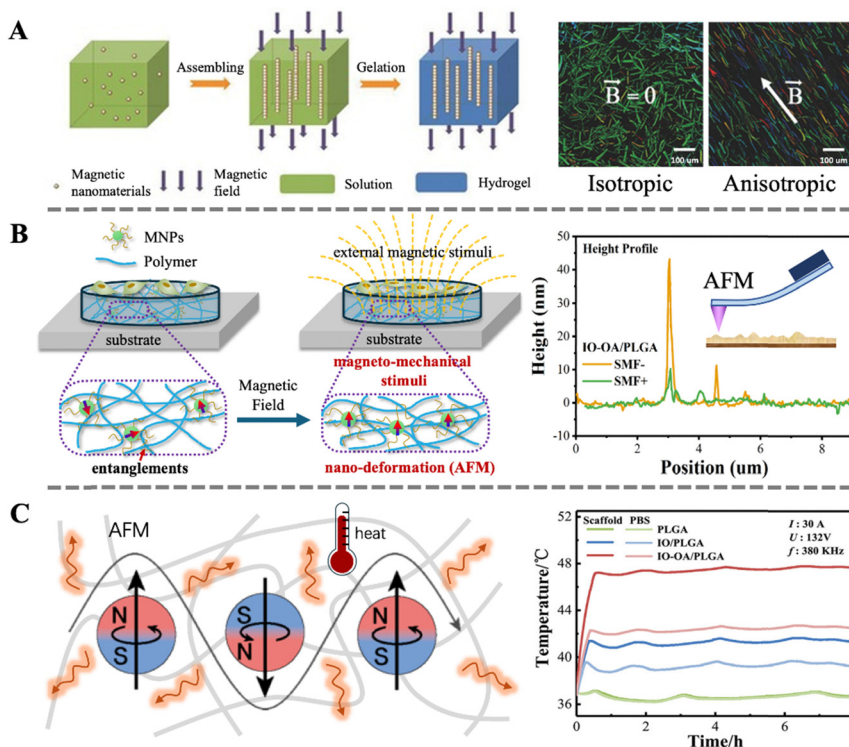 A
Assembling
Gelation
Magnetic nanomaterials
Magnetic field
Solution
Hydrogel
B = 0
100 um
Isotropic
B
100 um
Anisotropic
B
MNPs
Polymer
substrate
entanglements
Magnetic Field
external magnetic stimuli
substrate
magneto-mechanical stimuli
nano-deformation (AFM)
Height Profile
AFM
IO-OA/PLGA
SMF-
SMF+
Height (nm)
50
40
30
20
10
0
-10
0 2 4 6 8
Position (um)
C
AFM
heat
N
S
S
N
N
S
Scaffold PBS
PLGA
IO/PLGA
IO-OA/PLGA
I : 30 A
U : 132V
f : 380 KHz
Temperature/℃
52
48
44
40
36
0 2 4 6 8
Time/h